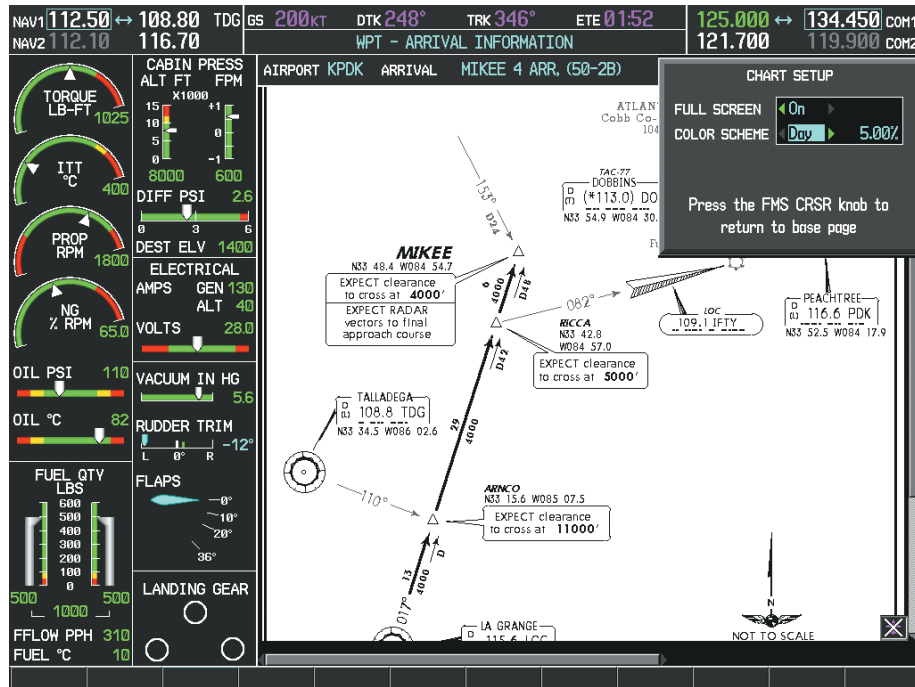 NAV1 112.50 ↔ 108.80 TDG
NAV2 112.10 116.70
GS 200KT DTK 248° TRK 346° ETE 01:52
WPT - ARRIVAL INFORMATION
125.000 ↔ 134.450 COM1
121.700 119.900 COM2
AIRPORT KPDK ARRIVAL MIKEE 4 ARR, (50-2B)
TORQUE
LB-FT 1025
ITT
°C 400
PROP
RPM 1800
NG
% RPM 65.0
OIL PSI 110
OIL °C 82
FUEL QTY
LBS
600
500
400
300
200
100
0
500 500
1000
FFLOW PPH 310
FUEL °C 10
CABIN PRESS
ALT FT FPM
X1000
15 +1
10
5
0 -1
8000 600
DIFF PSI 2.6
0 3 6
DEST ELV 1400
ELECTRICAL
AMPS GEN 130
ALT 40
VOLTS 28.0
VACUUM IN HG
5.6
RUDDER TRIM
-12°
L 0° R
FLAPS
0°
10°
20°
36°
LANDING GEAR
CHART SETUP
FULL SCREEN On
COLOR SCHEME Day 5.00%
Press the FMS CRSR knob to
return to base page
ATLAN
Cobb Co-
104
153°
D24
TAC-77
DOBBINS
D
(T) (*113.0) DO
N33 54.9 W084 30.
MIKEE
N33 48.4 W084 54.7
EXPECT clearance
to cross at 4000'
EXPECT RADAR
vectors to final
approach course
6
4000
D48
082°
LOC
109.1 IFTY
PEACHTREE
D
(L) 116.6 PDK
N33 52.5 W084 17.9
RICCA
N33 42.8
W084 57.0
EXPECT clearance
to cross at 5000'
D42
TALLADEGA
D
(L) 108.8 TDG
N33 34.5 W086 02.6
29
4000
110°
ARNCO
N33 15.6 W085 07.5
EXPECT clearance
to cross at 11000'
13
4000
D
017°
LA GRANGE
D 115.6 LGC
N
NOT TO SCALE